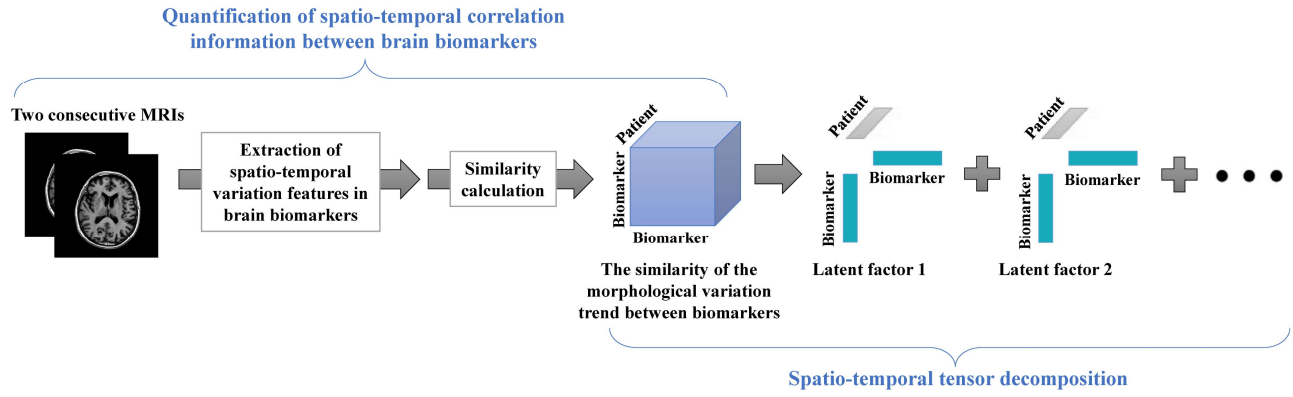 Quantification of spatio-temporal correlation
information between brain biomarkers
Two consecutive MRIs
Extraction of
spatio-temporal
variation features in
brain biomarkers
Similarity
calculation
Patient
Biomarker
Biomarker
The similarity of the
morphological variation
trend between biomarkers
Patient
Biomarker
Biomarker
Latent factor 1
Patient
Biomarker
Biomarker
Latent factor 2
Spatio-temporal tensor decomposition